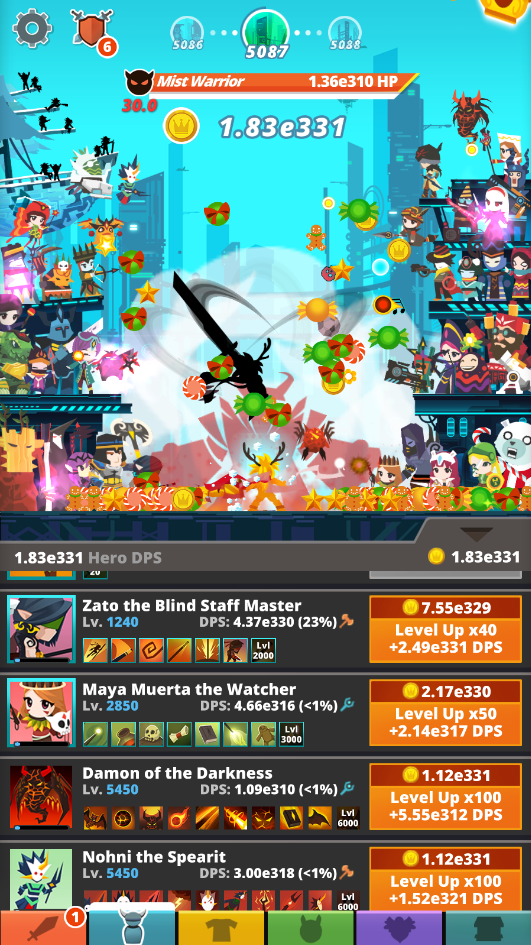 6
5086
5087
5088
Mist Warrior
1.36e310 HP
30.0
1.83e331
1.83e331 Hero DPS
1.83e331
20
Zato the Blind Staff Master
Lv. 1240
DPS: 4.37e330 (23%)
Lvl
2000
7.55e329
Level Up x40
+2.49e331 DPS
Maya Muerta the Watcher
Lv. 2850
DPS: 4.66e316 (<1%)
Lvl
3000
2.17e330
Level Up x50
+2.14e317 DPS
Damon of the Darkness
Lv. 5450
DPS: 1.09e310 (<1%)
Lvl
6000
1.12e331
Level Up x100
+5.55e312 DPS
Nohni the Spearit
Lv. 5450
DPS: 3.00e318 (<1%)
Lvl
6000
1.12e331
Level Up x100
+1.52e321 DPS
1